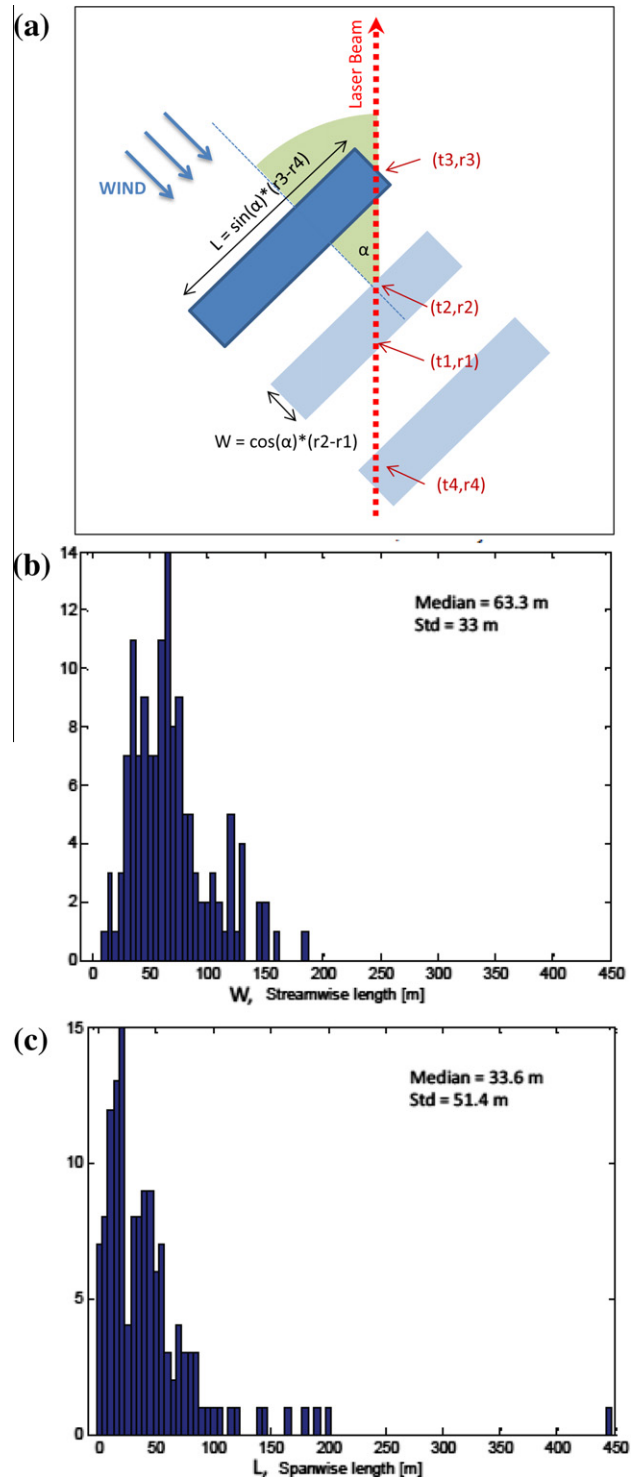 (a)
Laser Beam
WIND
L = sin(α)*(r3-r4)
(t3,r3)
α
(t2,r2)
(t1,r1)
W = cos(α)*(r2-r1)
(t4,r4)
(b)
14
12
10
8
6
4
2
0
Median = 63.3 m
Std = 33 m
0 50 100 150 200 250 300 350 400 450
W, Streamwise length [m]
(c)
15
10
5
0
Median = 33.6 m
Std = 51.4 m
0 50 100 150 200 250 300 350 400 450
L, Spanwise length [m]